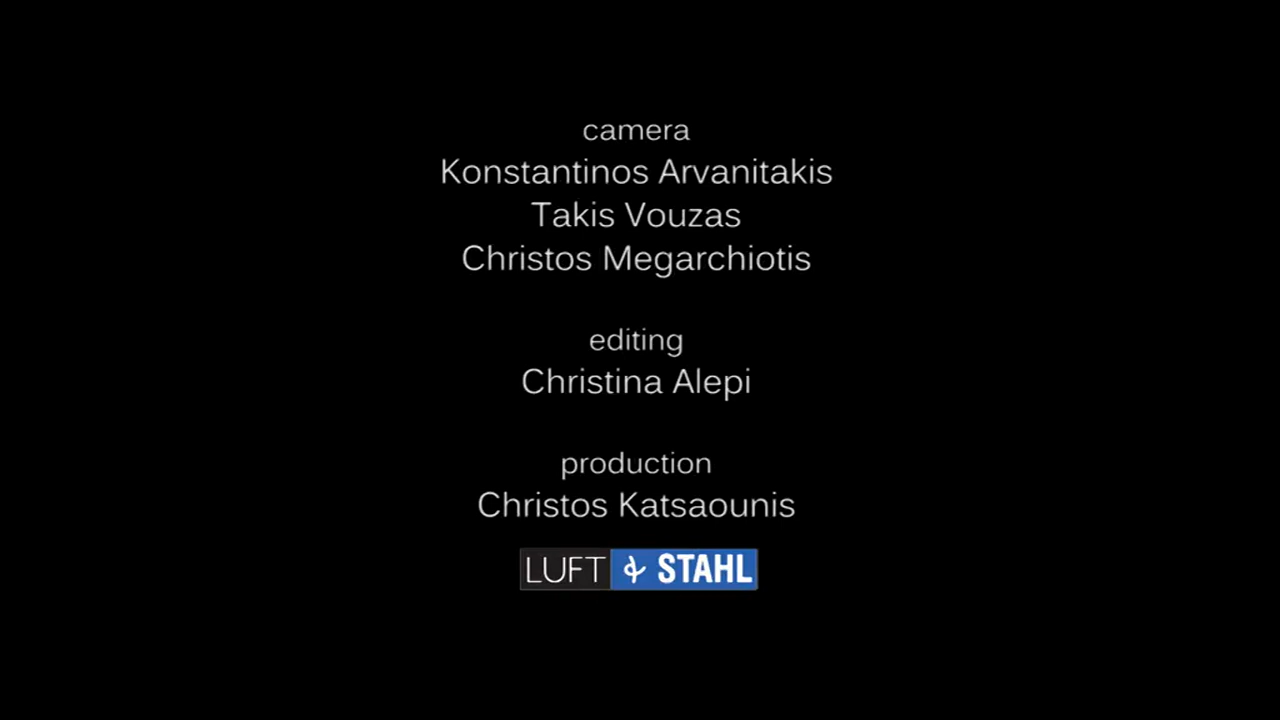 camera
Konstantinos Arvanitakis
Takis Vouzas
Christos Megarchiotis
editing
Christina Alepi
production
Christos Katsaounis
LUFT & STAHL